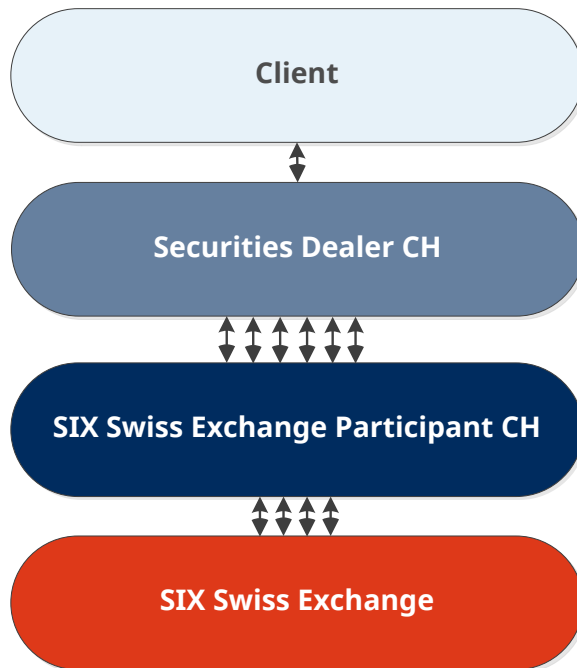 Client
Securities Dealer CH
SIX Swiss Exchange Participant CH
SIX Swiss Exchange